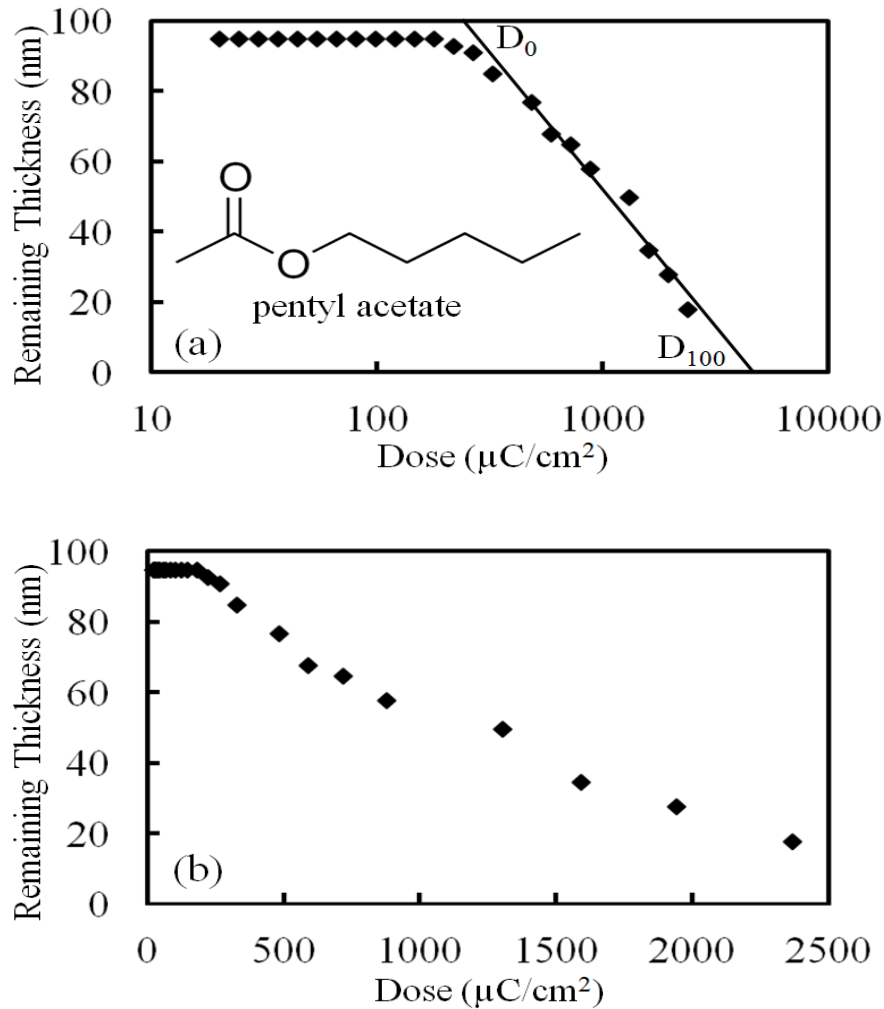 100
80
60
40
20
0
Remaining Thickness (nm)
D₀
O
O
pentyl acetate
(a)
D₁₀₀
10
100
1000
10000
Dose (µC/cm²)
100
80
60
40
20
0
Remaining Thickness (nm)
(b)
0
500
1000
1500
2000
2500
Dose (µC/cm²)